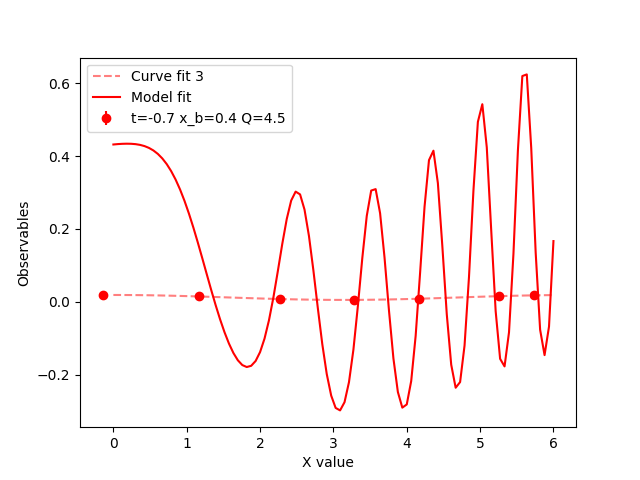 Curve fit 3
Model fit
t=-0.7 x_b=0.4 Q=4.5
0.6
0.4
0.2
0.0
−0.2
Observables
0 1 2 3 4 5 6
X value